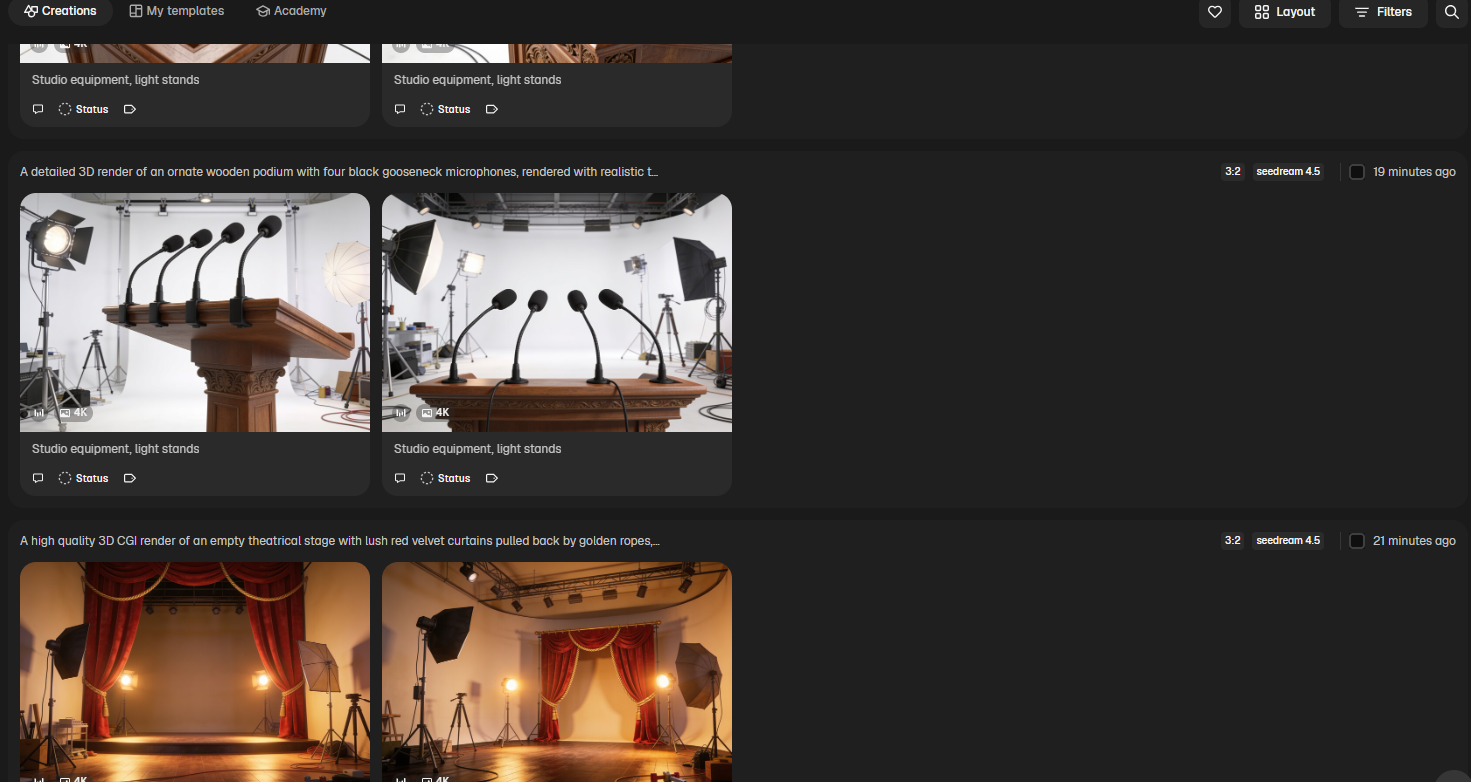 Creations My templates Academy Layout Filters
4K 4K
Studio equipment, light stands Studio equipment, light stands
Status Status
A detailed 3D render of an ornate wooden podium with four black gooseneck microphones, rendered with realistic t... 3:2 seedream 4.5 19 minutes ago
4K 4K
Studio equipment, light stands Studio equipment, light stands
Status Status
A high quality 3D CGI render of an empty theatrical stage with lush red velvet curtains pulled back by golden ropes,... 3:2 seedream 4.5 21 minutes ago
4K 4K